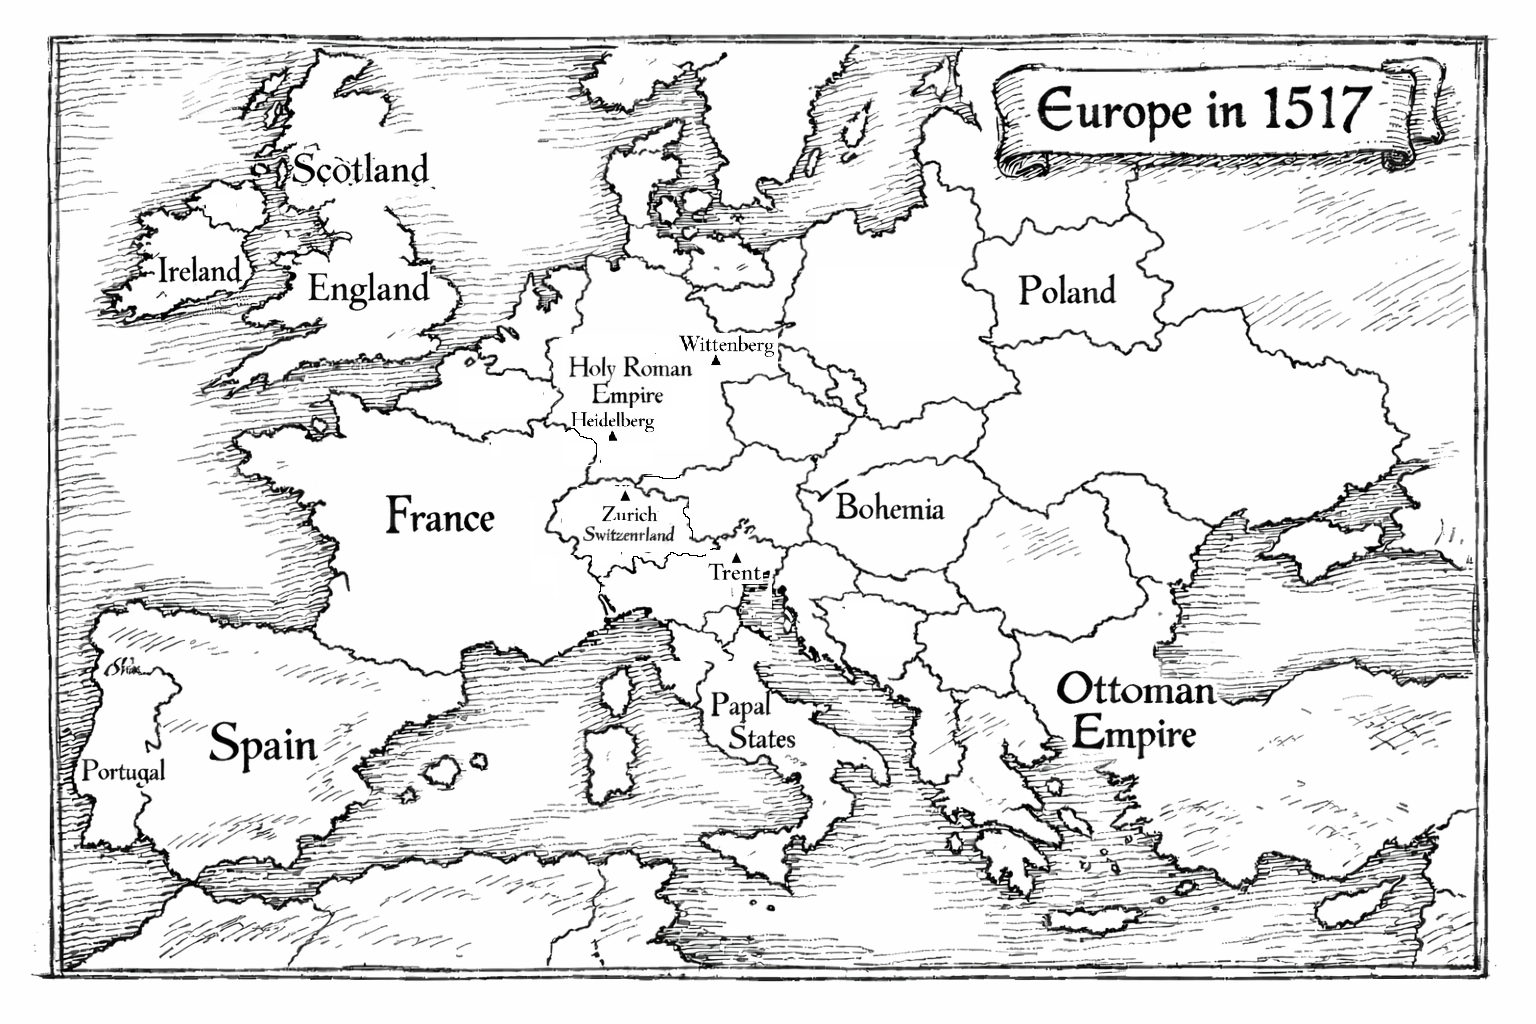 Europe in 1517
Scotland
Ireland
England
Poland
Wittenberg
Holy Roman
Empire
Heidelberg
France
Zurich
Switzenrland
Bohemia
Trent
Ottoman
Empire
Papal
States
Spain
Portugal